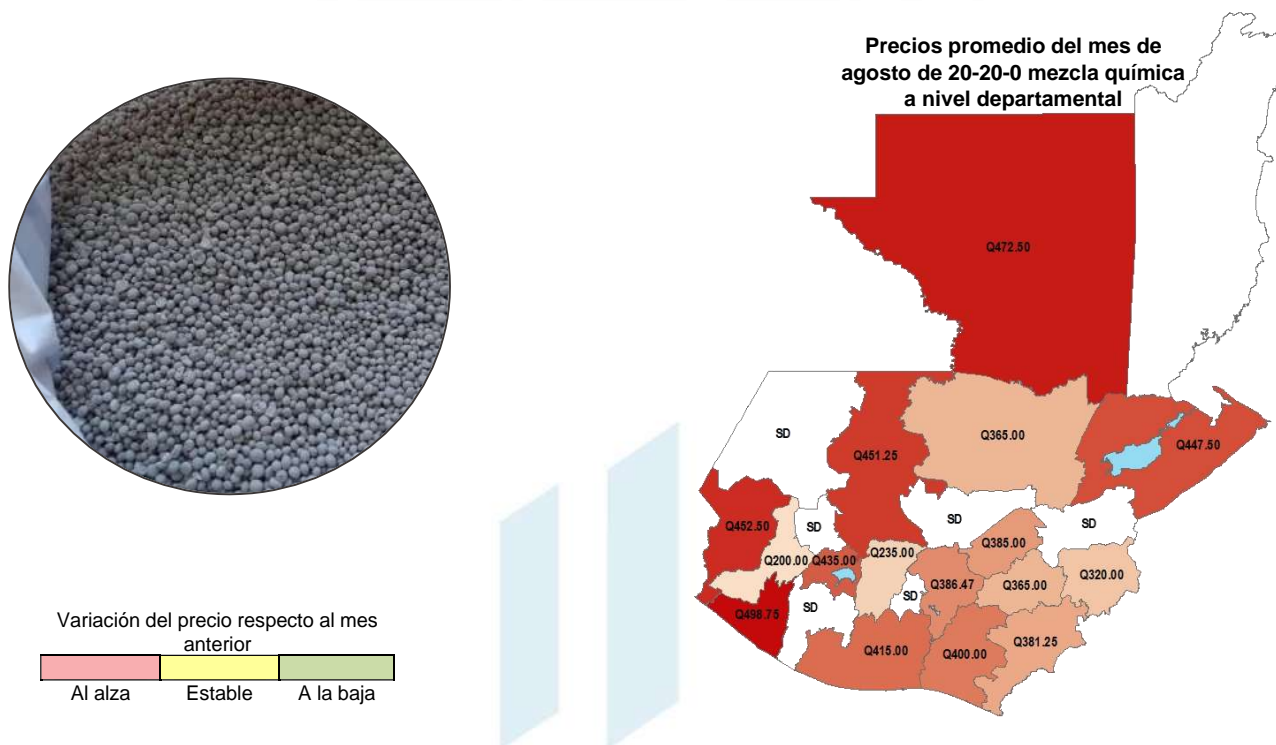 Precios promedio del mes de
agosto de 20-20-0 mezcla química
a nivel departamental
Q472.50
SD
Q451.25
Q365.00
Q447.50
Q452.50
SD
SD
SD
Q200.00
Q435.00
Q235.00
Q385.00
Q386.47
Q365.00
Q320.00
Q498.75
SD
SD
Q415.00
Q400.00
Q381.25
Variación del precio respecto al mes
anterior
Al alza Estable A la baja